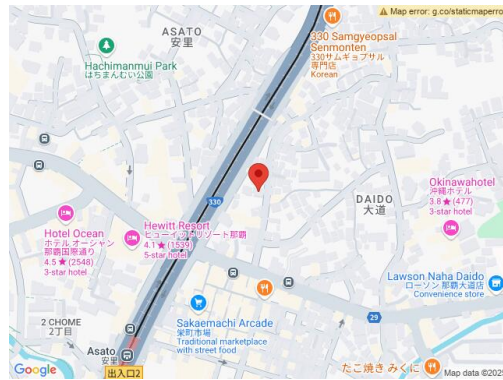 Map error: g.co/staticmaperro
ASATO
安里
330 Samgyeopsal
Senmonten
330サムギョプサル
専門店
Korean
Hachimanmui Park
はちまんむい公園
330
Okinawahotel
沖縄ホテル
3.8★(477)
3-star hotel
DAIDO
大道
Hotel Ocean
ホテル オーシャン
那覇国際通り
4.5★(2548)
3-star hotel
Hewitt Resort
ヒューイットリゾート那覇
4.1★(1539)
5-star hotel
Lawson Naha Daido
ローソン 那覇大道店
Convenience store
Sakaemachi Arcade
栄町市場
Traditional marketplace
with street food
29
2 CHOME
2丁目
Asato
安里
出入口2
たこ焼き みくに
Google
Map data ©202